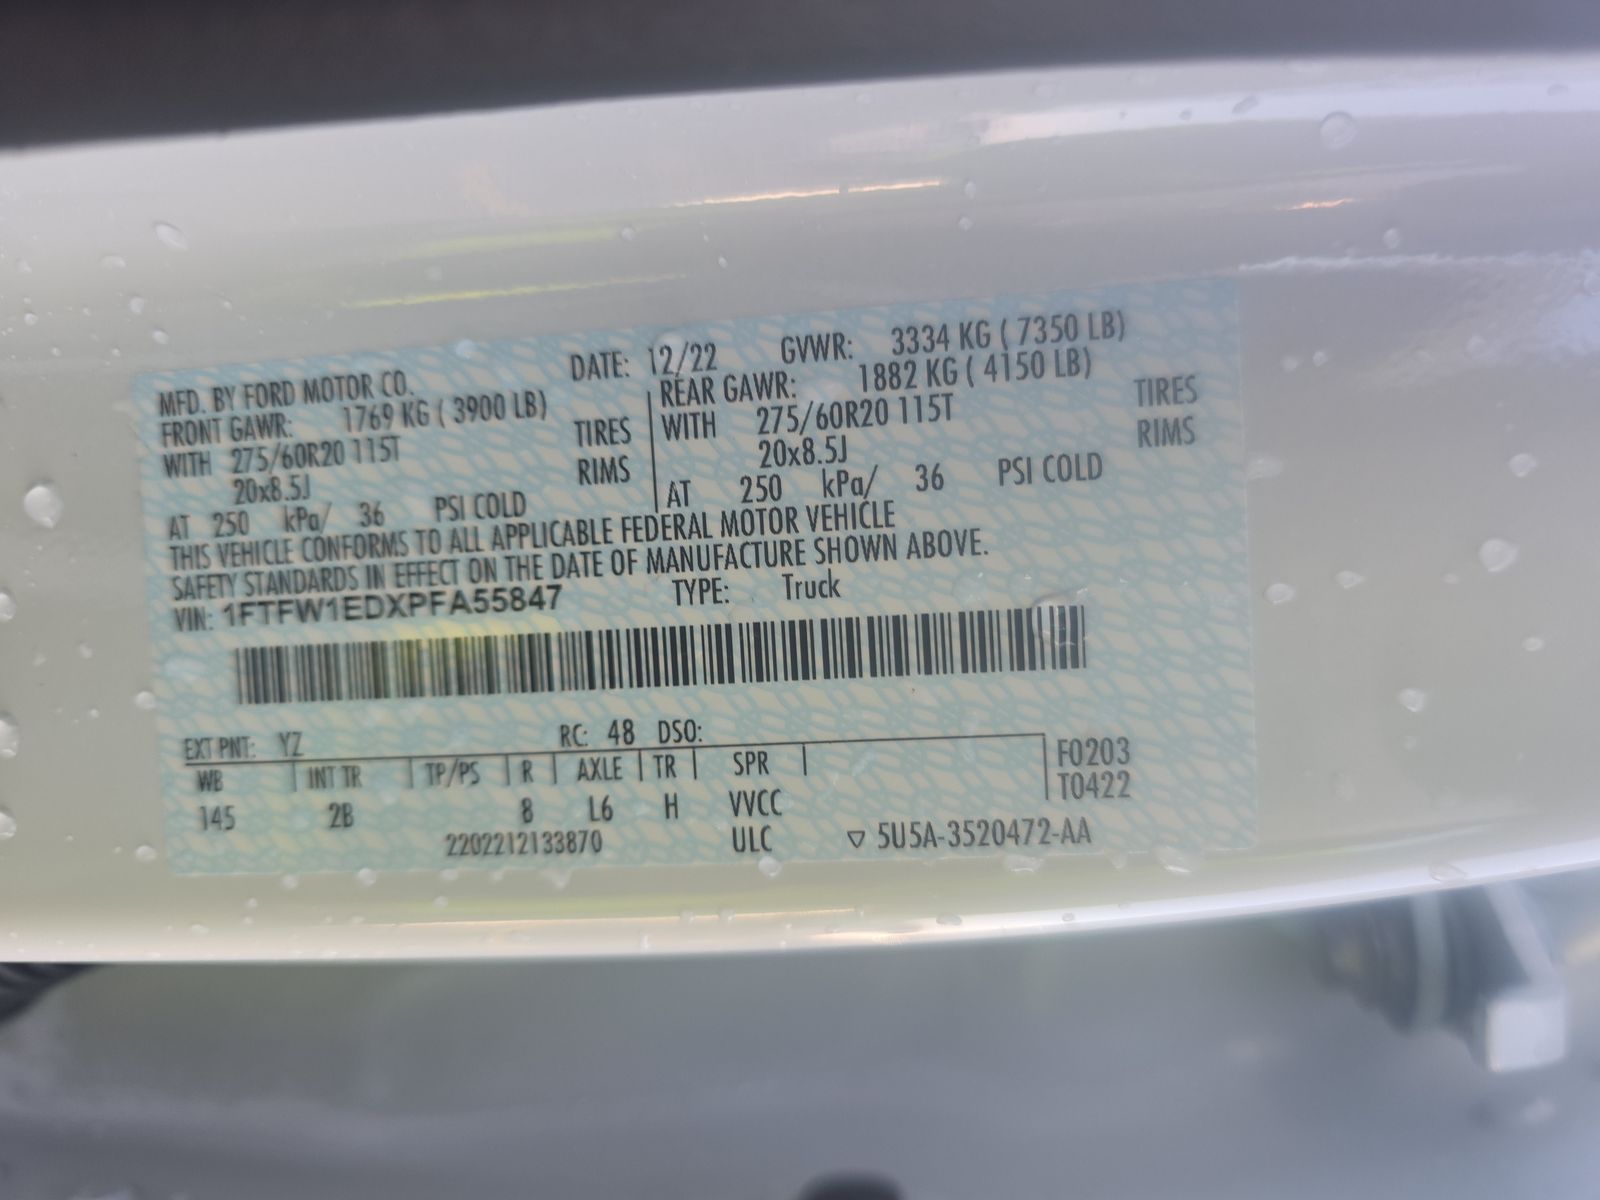 MFD. BY FORD MOTOR CO. DATE: 12/22 GVWR: 3334 KG ( 7350 LB)
FRONT GAWR: 1769 KG ( 3900 LB) REAR GAWR: 1882 KG ( 4150 LB)
WITH 275/60R20 115T TIRES WITH 275/60R20 115T TIRES
20x8.5J RIMS 20x8.5J RIMS
AT 250 kPa/ 36 PSI COLD AT 250 kPa/ 36 PSI COLD
THIS VEHICLE CONFORMS TO ALL APPLICABLE FEDERAL MOTOR VEHICLE
SAFETY STANDARDS IN EFFECT ON THE DATE OF MANUFACTURE SHOWN ABOVE.
VIN: 1FTFW1EDXPFA55847 TYPE: Truck
EXT PNT: YZ RC: 48 DSO:
WB INT TR TP/PS R AXLE TR SPR F0203
145 2B 8 L6 H VVCC T0422
2202212133870 ULC ▽ 5U5A-3520472-AA